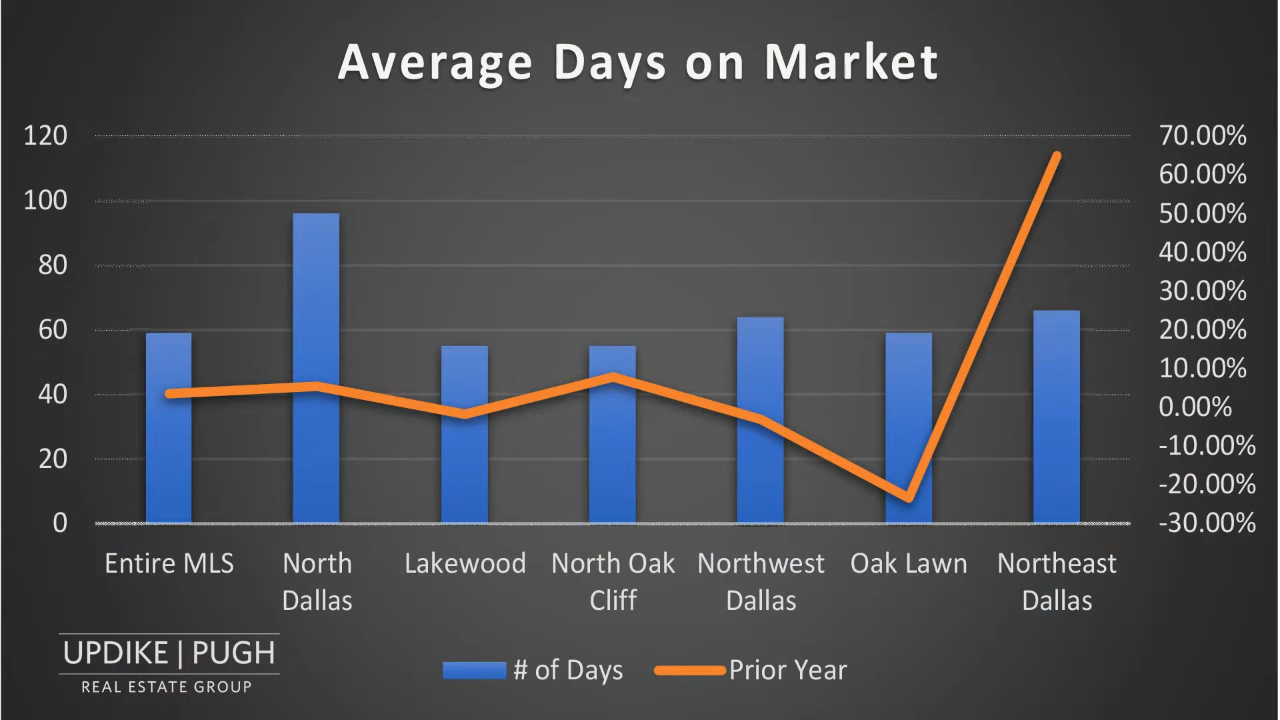 Average Days on Market
120
100
80
60
40
20
0
70.00%
60.00%
50.00%
40.00%
30.00%
20.00%
10.00%
0.00%
-10.00%
-20.00%
-30.00%
Entire MLS
North
Dallas
Lakewood
North Oak
Cliff
Northwest
Dallas
Oak Lawn
Northeast
Dallas
# of Days
Prior Year
UPDIKE | PUGH
REAL ESTATE GROUP